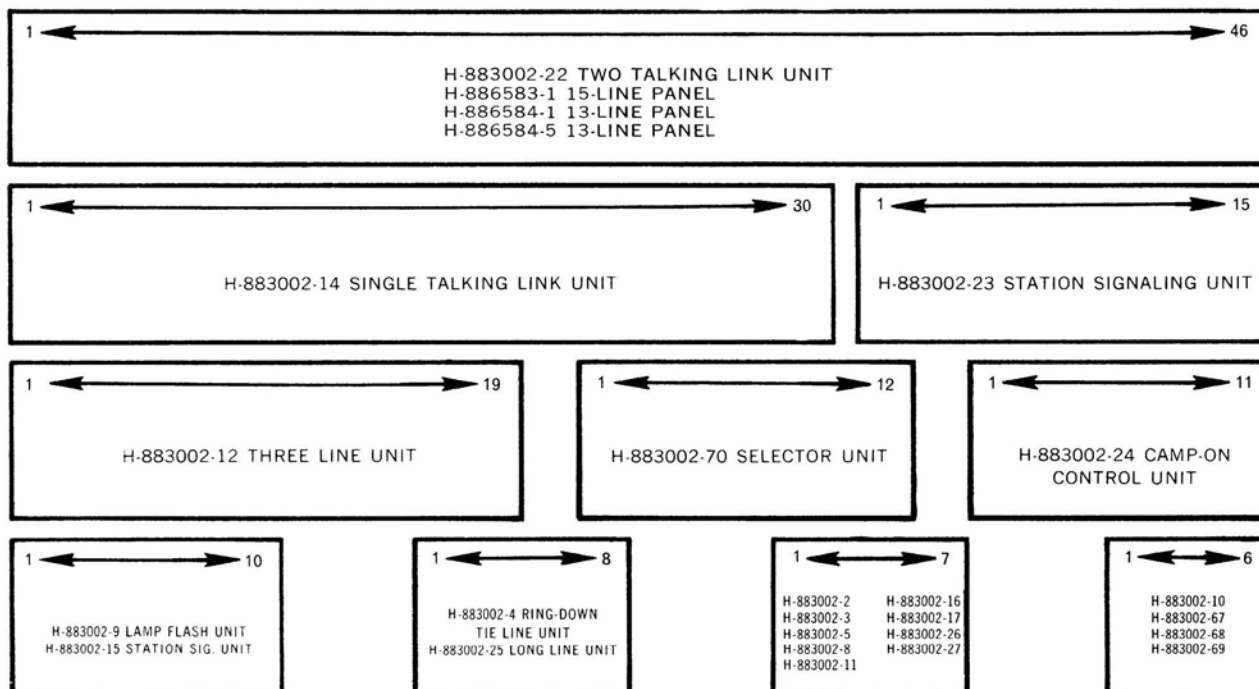 1 46
H-883002-22 TWO TALKING LINK UNIT
H-886583-1 15-LINE PANEL
H-886584-1 13-LINE PANEL
H-886584-5 13-LINE PANEL
1 30
H-883002-14 SINGLE TALKING LINK UNIT
1 15
H-883002-23 STATION SIGNALING UNIT
1 19
H-883002-12 THREE LINE UNIT
1 12
H-883002-70 SELECTOR UNIT
1 11
H-883002-24 CAMP-ON
CONTROL UNIT
1 10
H-883002-9 LAMP FLASH UNIT
H-883002-15 STATION SIG. UNIT
1 8
H-883002-4 RING-DOWN
TIE LINE UNIT
H-883002-25 LONG LINE UNIT
1 7
H-883002-2 H-883002-16
H-883002-3 H-883002-17
H-883002-5 H-883002-26
H-883002-8 H-883002-27
H-883002-11
1 6
H-883002-10
H-883002-67
H-883002-68
H-883002-69